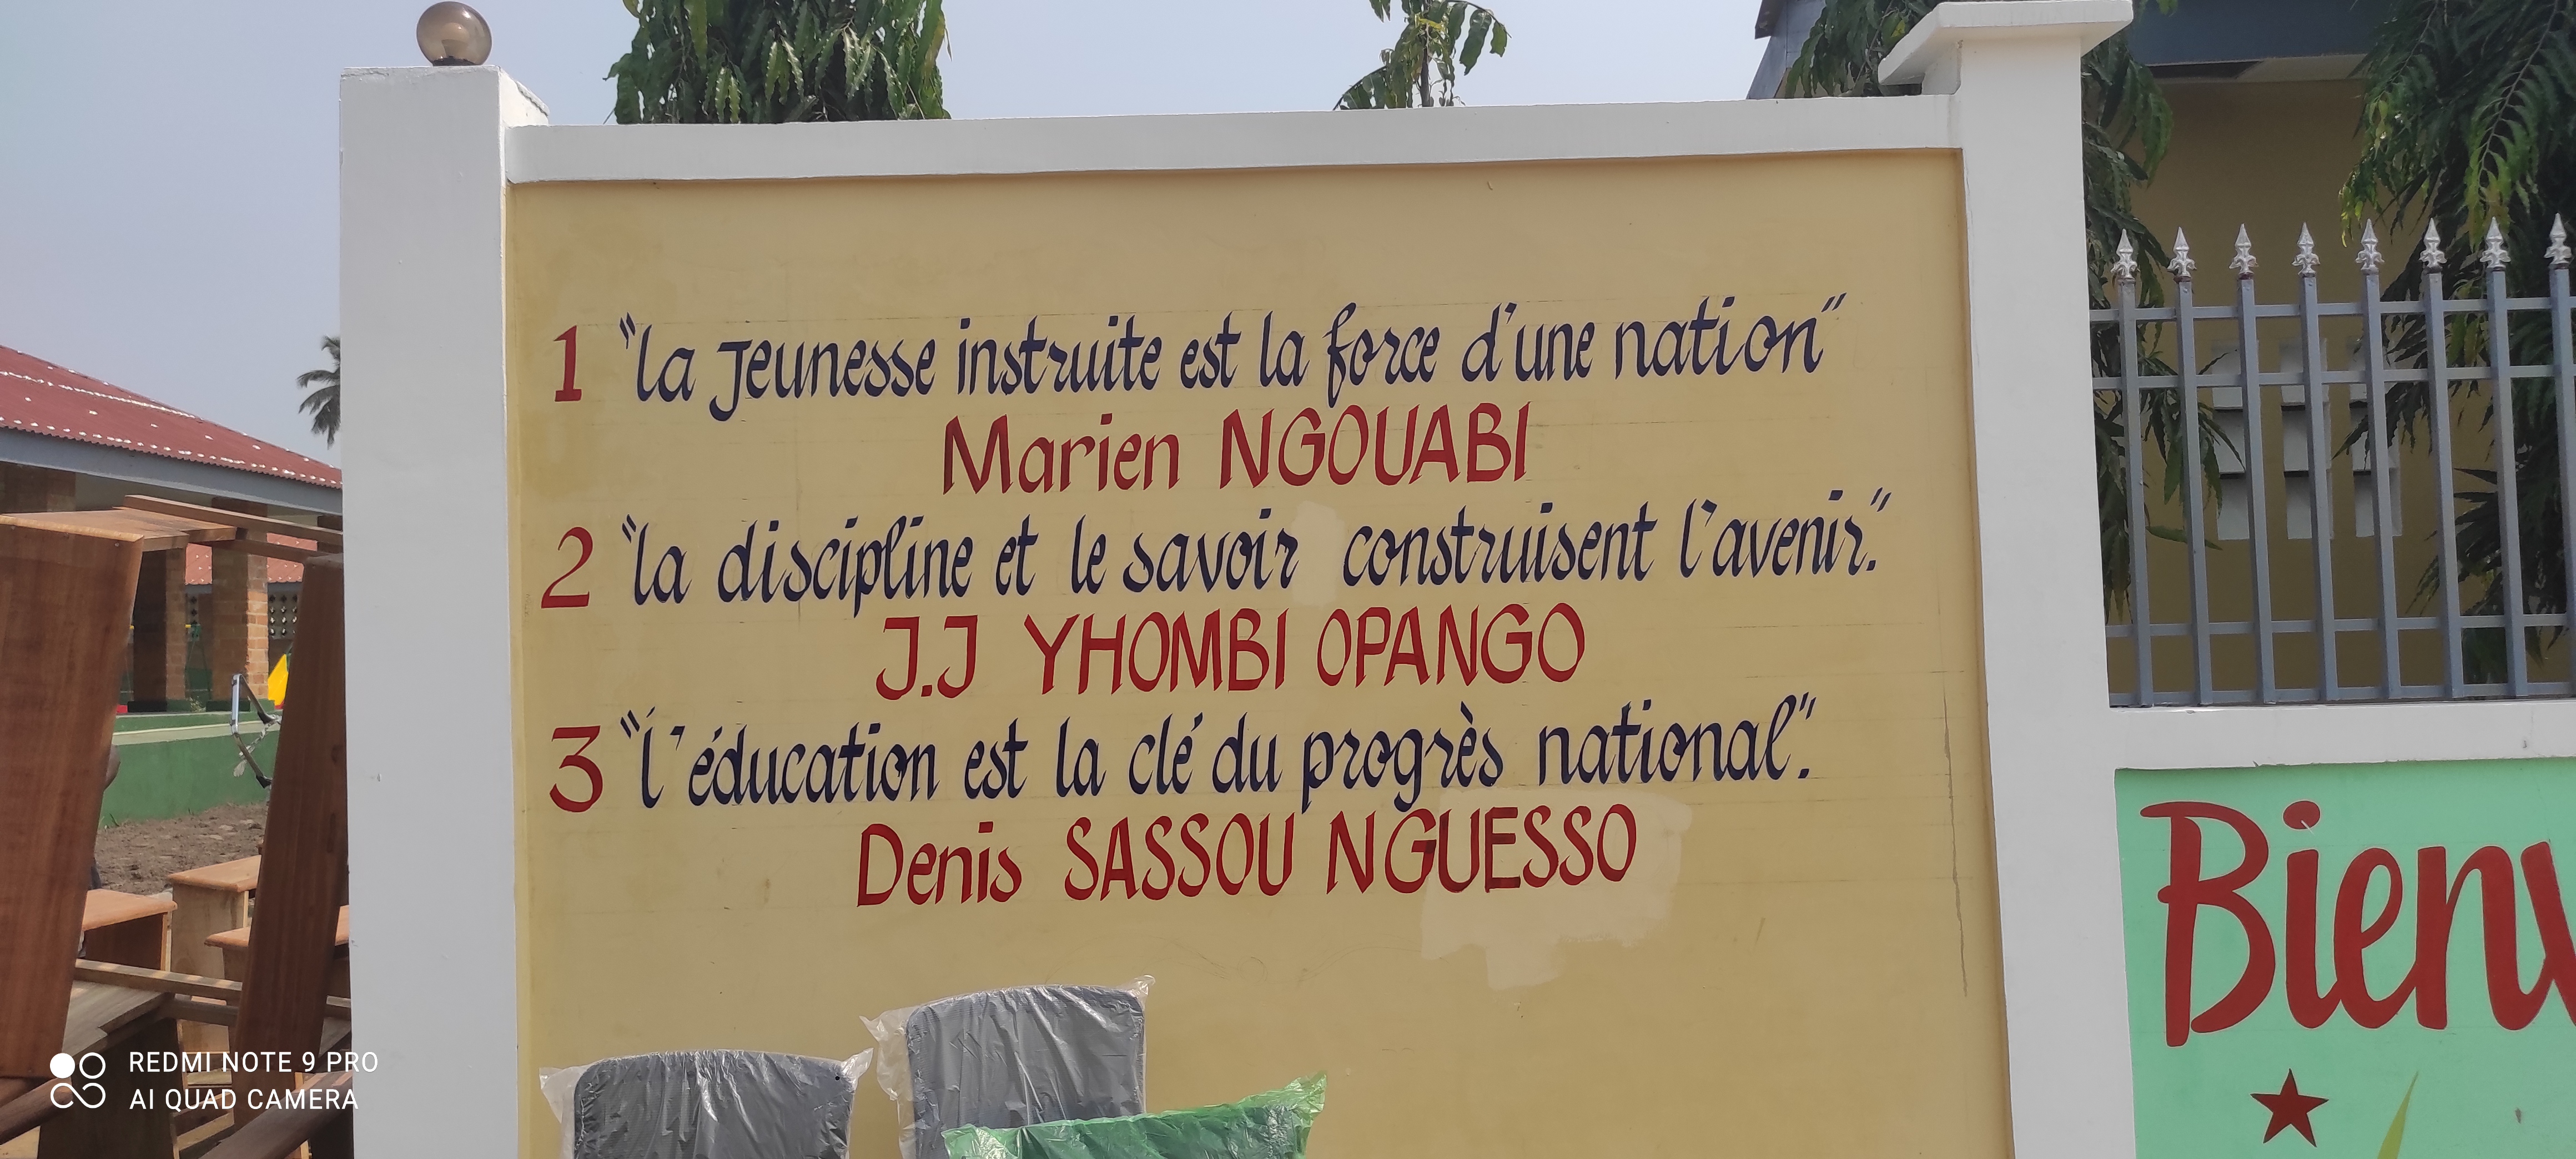 1 "la jeunesse instruite est la force d'une nation"
Marien NGOUABI
2 "la discipline et le savoir construisent l'avenir."
J.J YHOMBI OPANGO
3 "l'éducation est la clé du progrès national".
Denis SASSOU NGUESSO
Bienv
REDMI NOTE 9 PRO
AI QUAD CAMERA